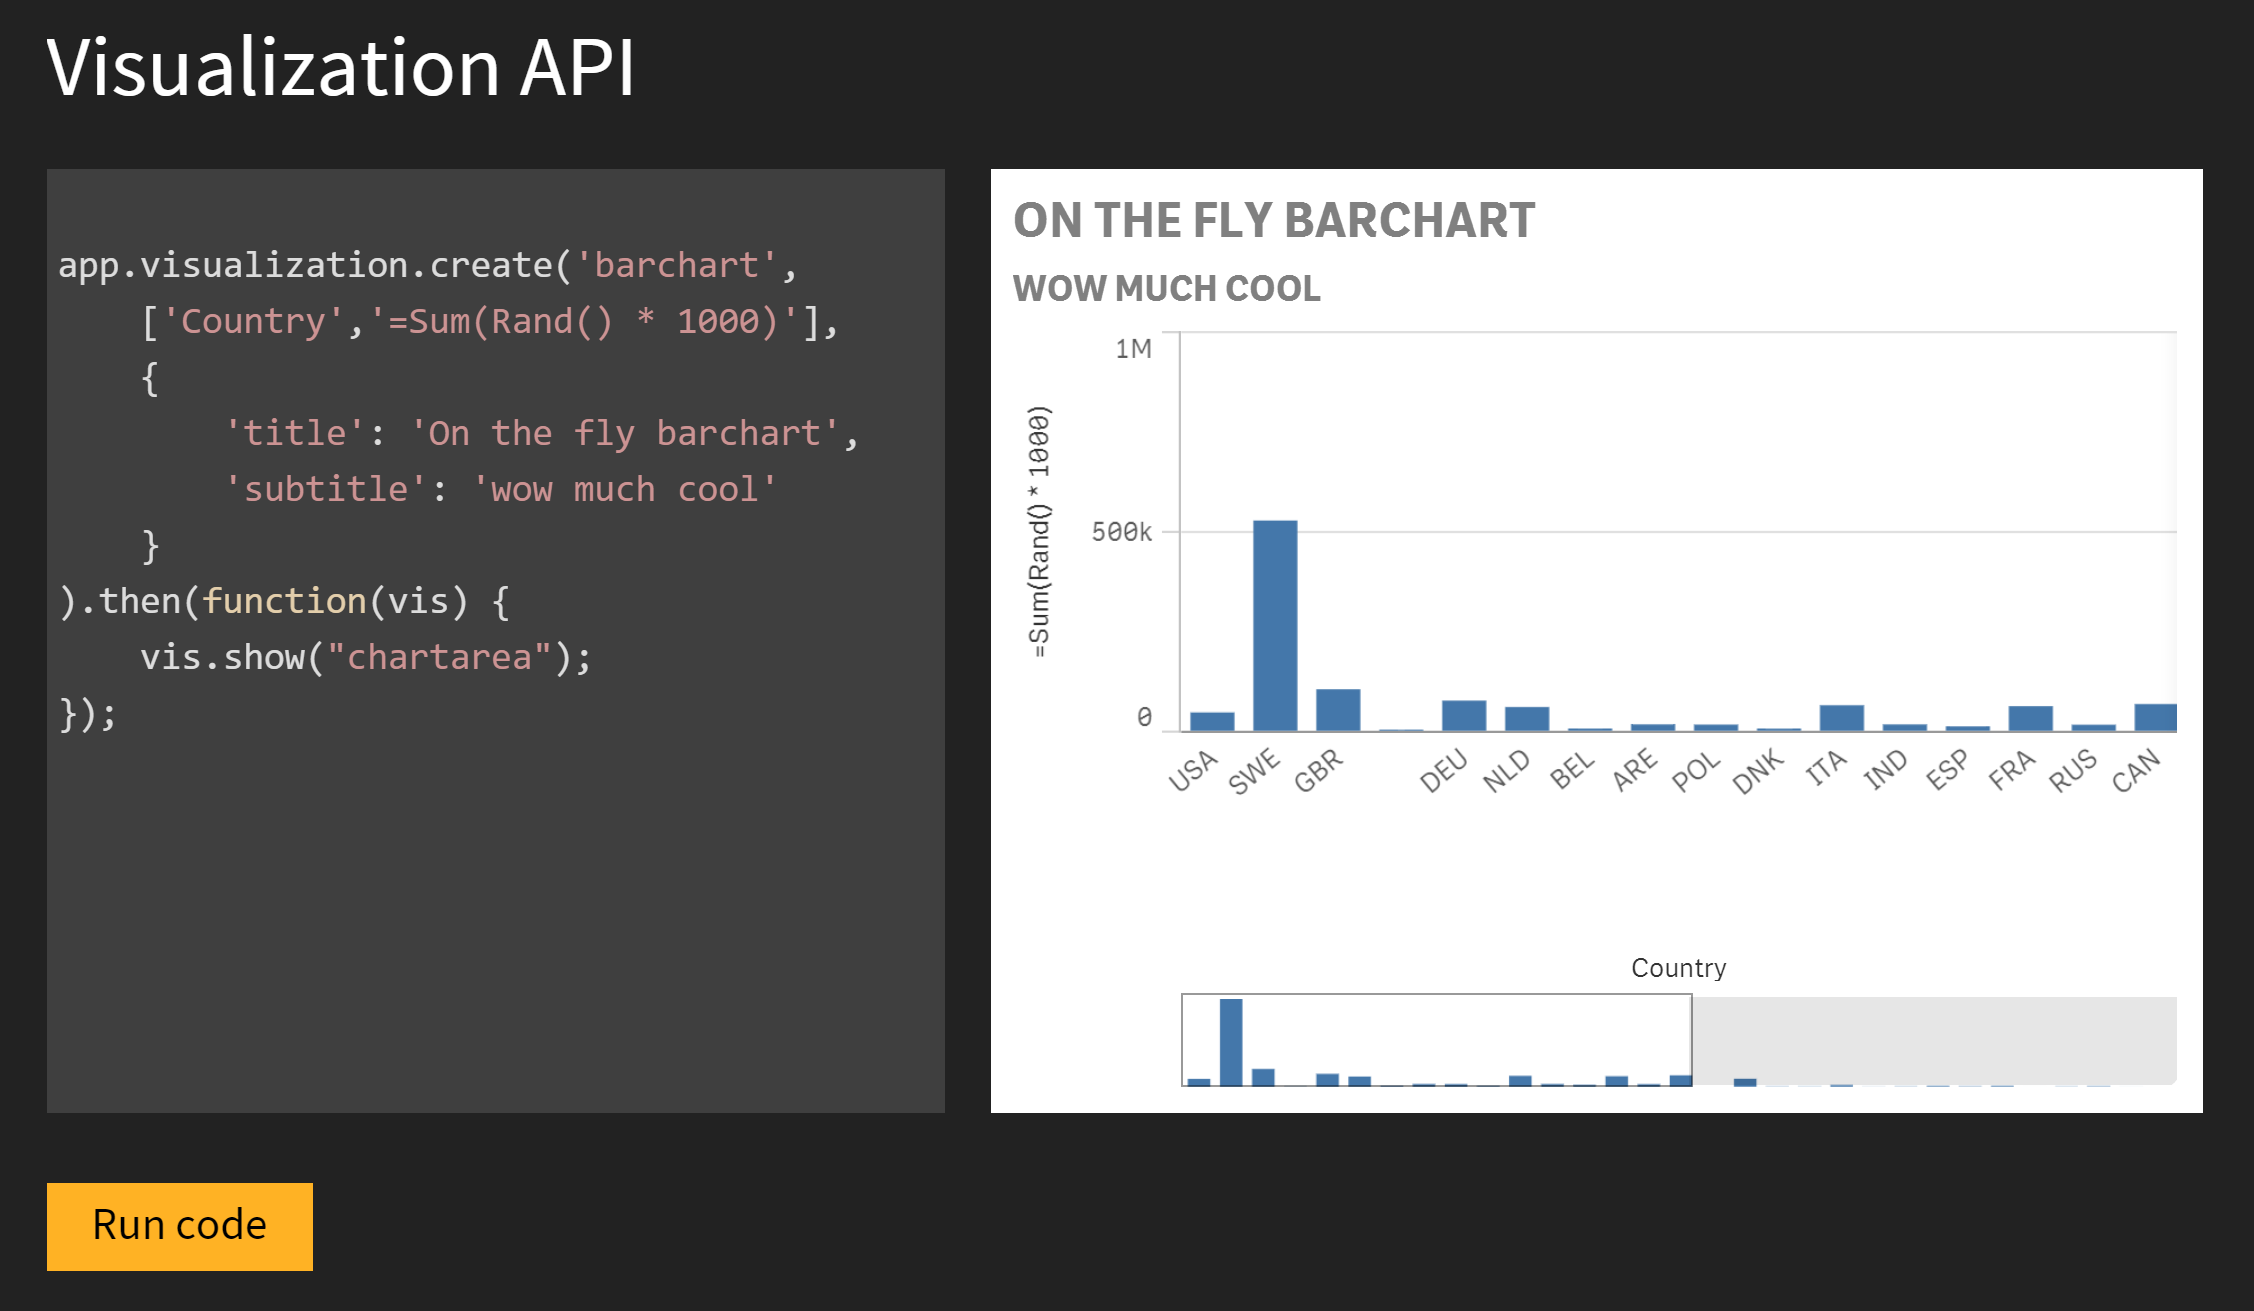 Visualization API
app.visualization.create('barchart',
['Country','=Sum(Rand() * 1000)'],
{
'title': 'On the fly barchart',
'subtitle': 'wow much cool'
}
).then(function(vis) {
vis.show("chartarea");
});
Run code
ON THE FLY BARCHART
WOW MUCH COOL
=Sum(Rand() * 1000)
1M
500k
0
USA SWE GBR DEU NLD BEL ARE POL DNK ITA IND ESP FRA RUS CAN
Country